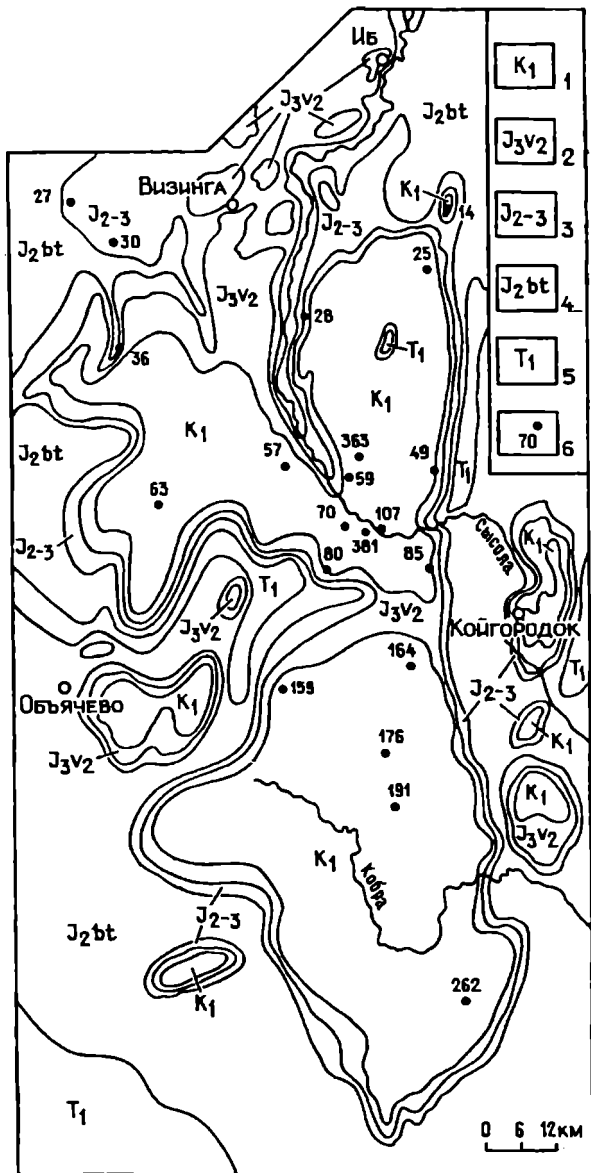 Иб
K₁ 1
J₃v₂
J₂bt
J₃v₂ 2
27
Визинга
K₁
14
J₂₋₃ 3
J₂₋₃
30
J₂₋₃
J₂bt
25
J₂bt 4
J₃v₂
28
T₁
T₁ 5
36
K₁
K₁
70 6
J₂bt
57
363
59
49
T₁
63
70
381
107
Сысола
K₁
J₂₋₃
80
85
T₁
J₃v₂
J₃v₂
Койгородок
164
T₁
Объячево
K₁
159
J₂₋₃
K₁
J₃v₂
176
191
K₁
J₃v₂
K₁
Кобра
J₂₋₃
J₂bt
K₁
262
T₁
0 6 12км